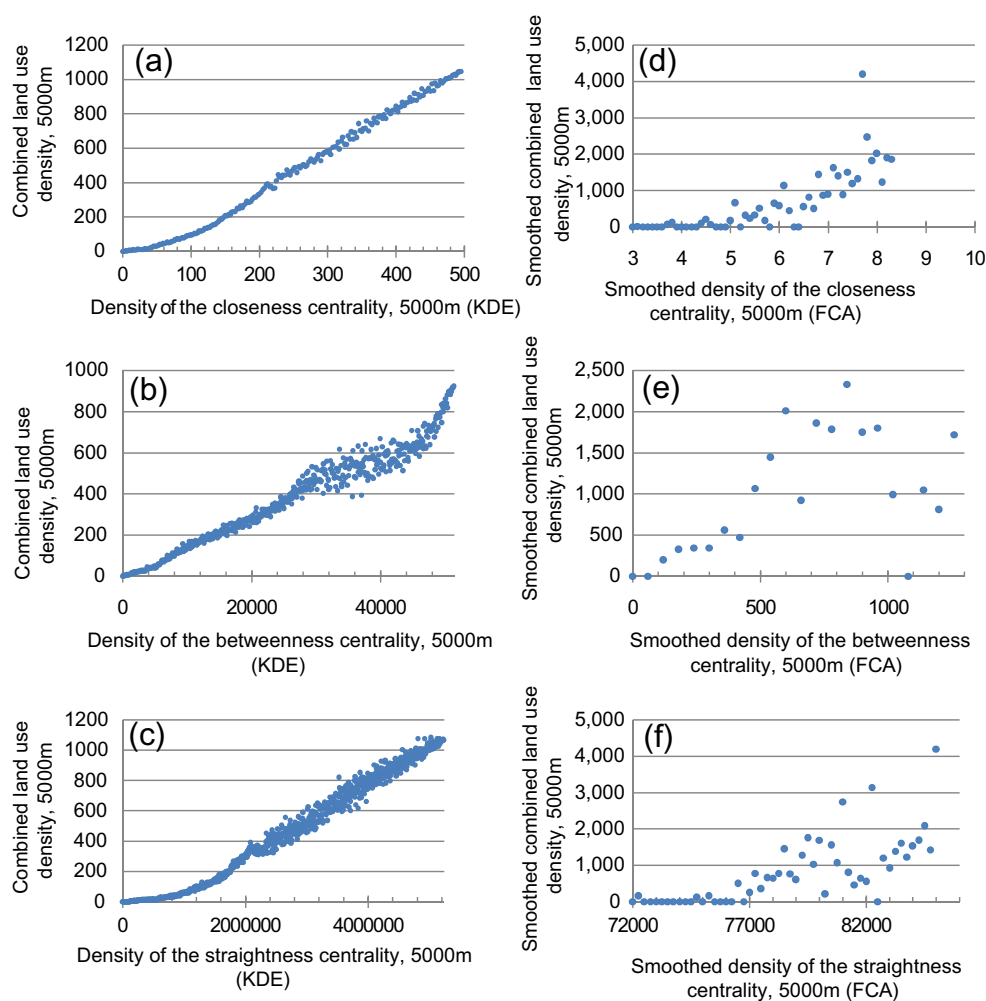 (a)
Combined land use
density, 5000m
1200
1000
800
600
400
200
0
0 100 200 300 400 500
Density of the closeness centrality, 5000m (KDE)
(d)
Smoothed combined land use
density, 5000m
5,000
4,000
3,000
2,000
1,000
0
3 4 5 6 7 8 9 10
Smoothed density of the closeness
centrality, 5000m (FCA)
(b)
Combined land use
density, 5000m
1000
800
600
400
200
0
0 20000 40000
Density of the betweenness centrality, 5000m
(KDE)
(e)
Smoothed combined land use
density, 5000m
2,500
2,000
1,500
1,000
500
0
0 500 1000
Smoothed density of the betweenness
centrality, 5000m (FCA)
(c)
Combined land use
density, 5000m
1200
1000
800
600
400
200
0
0 2000000 4000000
Density of the straightness centrality, 5000m
(KDE)
(f)
Smoothed combined land use
density, 5000m
5,000
4,000
3,000
2,000
1,000
0
72000 77000 82000
Smoothed density of the straightness
centrality, 5000m (FCA)